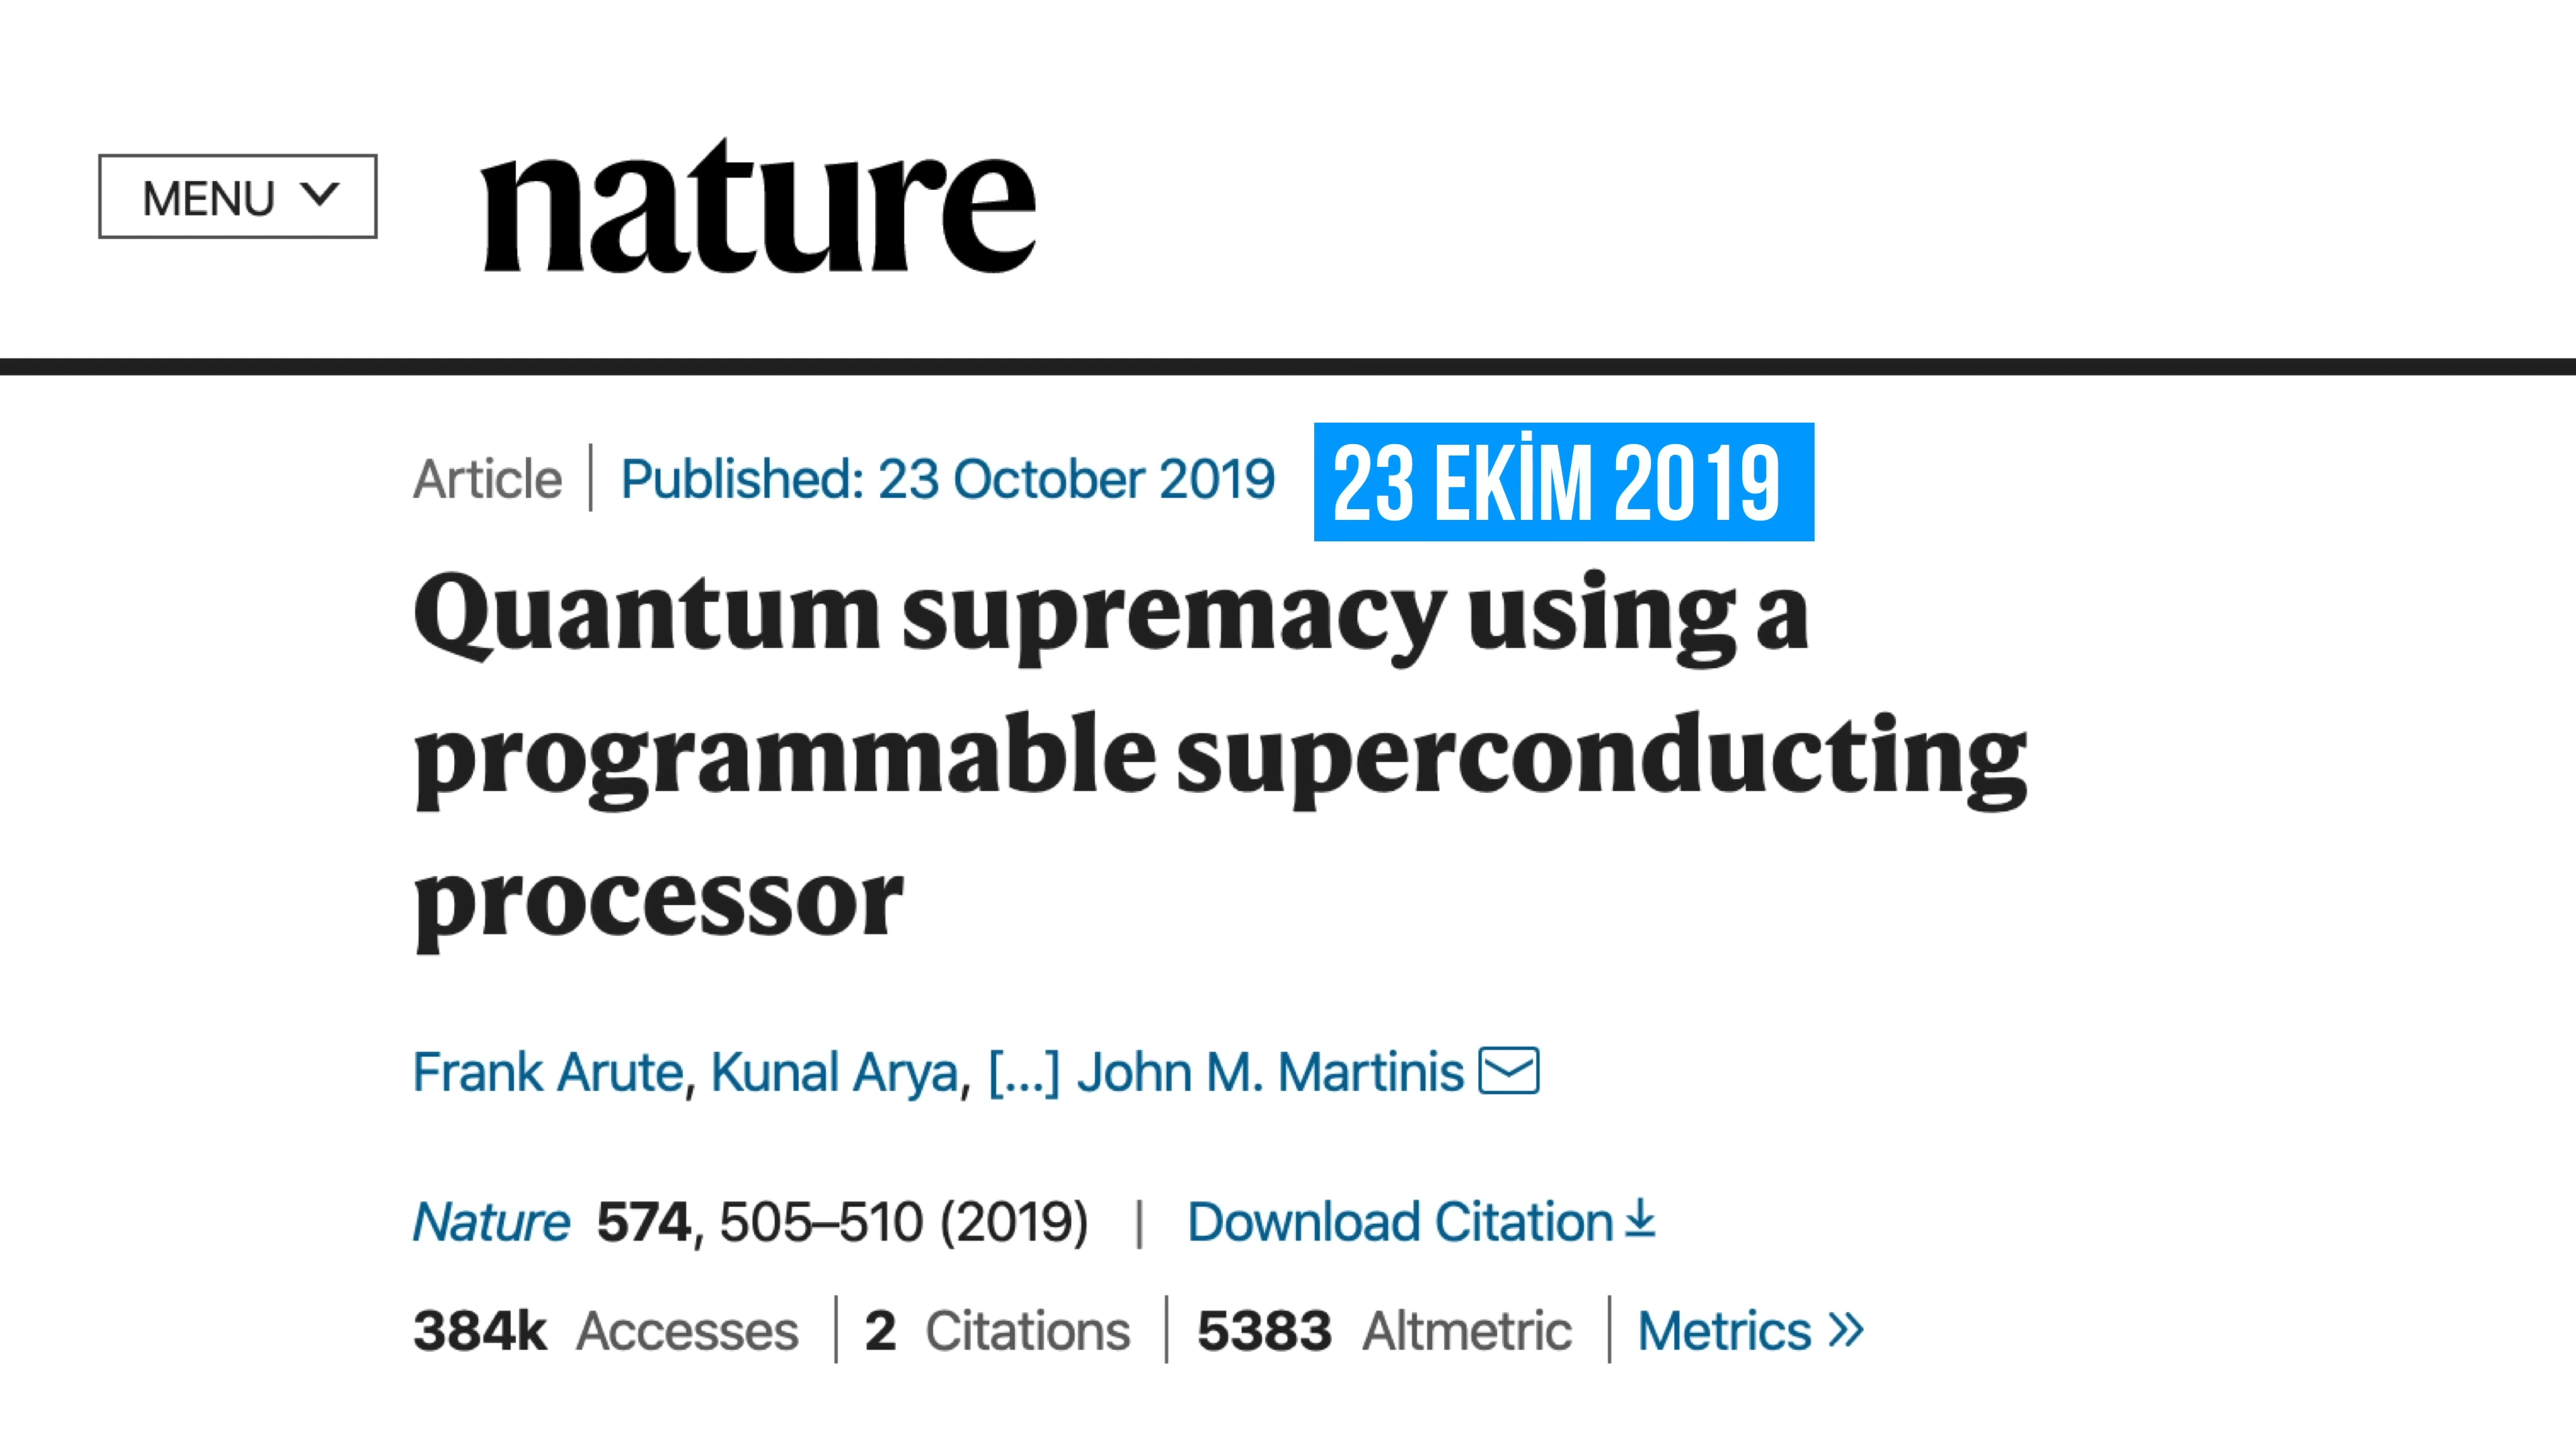 MENU
nature
Article | Published: 23 October 2019
23 EKİM 2019
Quantum supremacy using a
programmable superconducting
processor
Frank Arute, Kunal Arya, [...] John M. Martinis
Nature 574, 505–510 (2019) | Download Citation
384k Accesses | 2 Citations | 5383 Altmetric | Metrics »